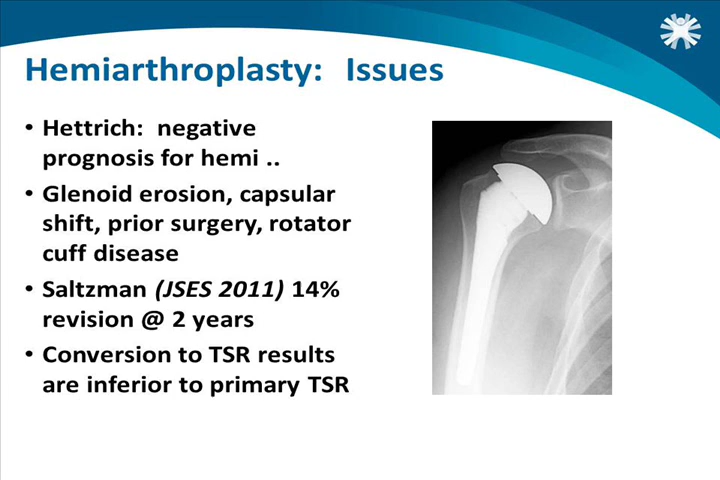 Hemiarthroplasty: Issues
• Hettrich: negative
prognosis for hemi ..
• Glenoid erosion, capsular
shift, prior surgery, rotator
cuff disease
• Saltzman (JSES 2011) 14%
revision @ 2 years
• Conversion to TSR results
are inferior to primary TSR